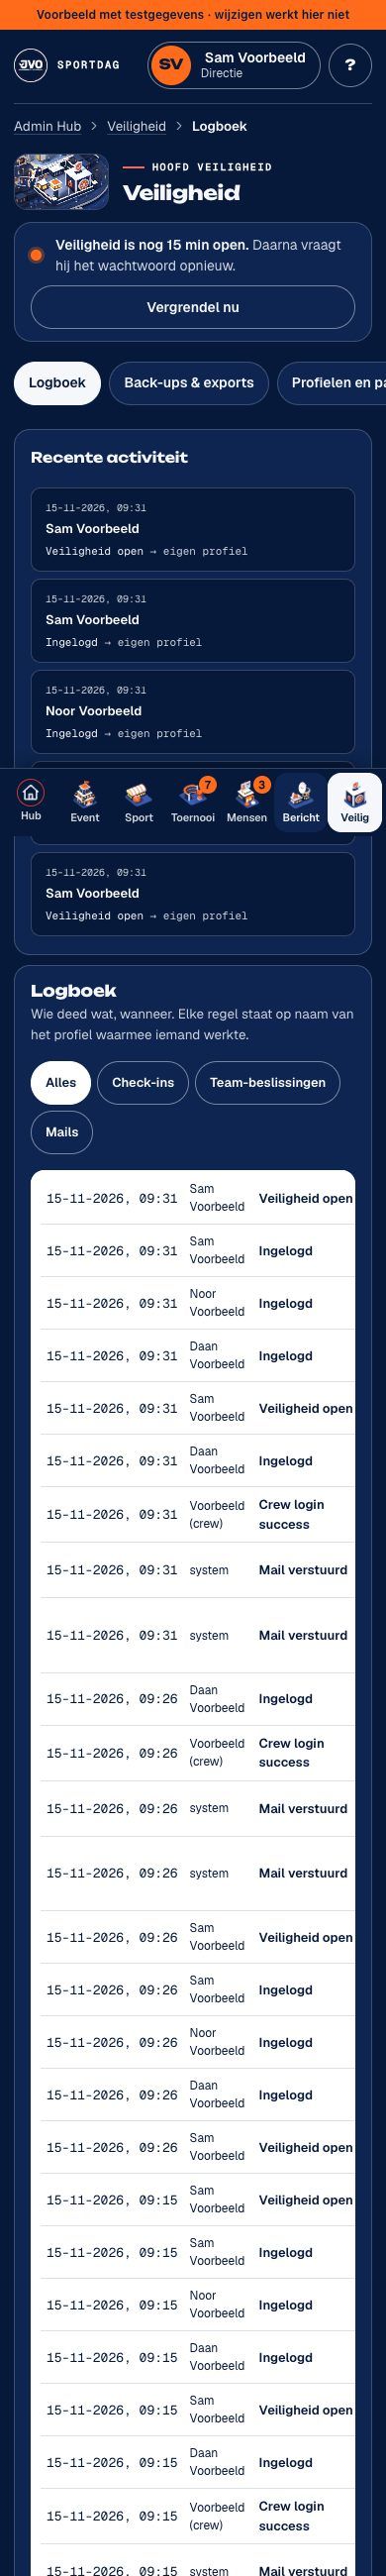 Voorbeeld met testgegevens · wijzigen werkt hier niet
JVO SPORTDAG
SV Sam Voorbeeld
Directie
?
Admin Hub > Veiligheid > Logboek
HOOFD VEILIGHEID
Veiligheid
Veiligheid is nog 15 min open. Daarna vraagt
hij het wachtwoord opnieuw.
Vergrendel nu
Logboek Back-ups & exports Profielen en pa
Recente activiteit
15-11-2026, 09:31
Sam Voorbeeld
Veiligheid open → eigen profiel
15-11-2026, 09:31
Sam Voorbeeld
Ingelogd → eigen profiel
15-11-2026, 09:31
Noor Voorbeeld
Ingelogd → eigen profiel
7 3
Hub Event Sport Toernooi Mensen Bericht Veilig
15-11-2026, 09:31
Sam Voorbeeld
Veiligheid open → eigen profiel
Logboek
Wie deed wat, wanneer. Elke regel staat op naam van
het profiel waarmee iemand werkte.
Alles Check-ins Team-beslissingen
Mails
15-11-2026, 09:31 Sam Voorbeeld Veiligheid open
15-11-2026, 09:31 Sam Voorbeeld Ingelogd
15-11-2026, 09:31 Noor Voorbeeld Ingelogd
15-11-2026, 09:31 Daan Voorbeeld Ingelogd
15-11-2026, 09:31 Sam Voorbeeld Veiligheid open
15-11-2026, 09:31 Daan Voorbeeld Ingelogd
15-11-2026, 09:31 Voorbeeld (crew) Crew login success
15-11-2026, 09:31 system Mail verstuurd
15-11-2026, 09:31 system Mail verstuurd
15-11-2026, 09:26 Daan Voorbeeld Ingelogd
15-11-2026, 09:26 Voorbeeld (crew) Crew login success
15-11-2026, 09:26 system Mail verstuurd
15-11-2026, 09:26 system Mail verstuurd
15-11-2026, 09:26 Sam Voorbeeld Veiligheid open
15-11-2026, 09:26 Sam Voorbeeld Ingelogd
15-11-2026, 09:26 Noor Voorbeeld Ingelogd
15-11-2026, 09:26 Daan Voorbeeld Ingelogd
15-11-2026, 09:26 Sam Voorbeeld Veiligheid open
15-11-2026, 09:15 Sam Voorbeeld Veiligheid open
15-11-2026, 09:15 Sam Voorbeeld Ingelogd
15-11-2026, 09:15 Noor Voorbeeld Ingelogd
15-11-2026, 09:15 Daan Voorbeeld Ingelogd
15-11-2026, 09:15 Sam Voorbeeld Veiligheid open
15-11-2026, 09:15 Daan Voorbeeld Ingelogd
15-11-2026, 09:15 Voorbeeld (crew) Crew login success
15-11-2026, 09:15 system Mail verstuurd